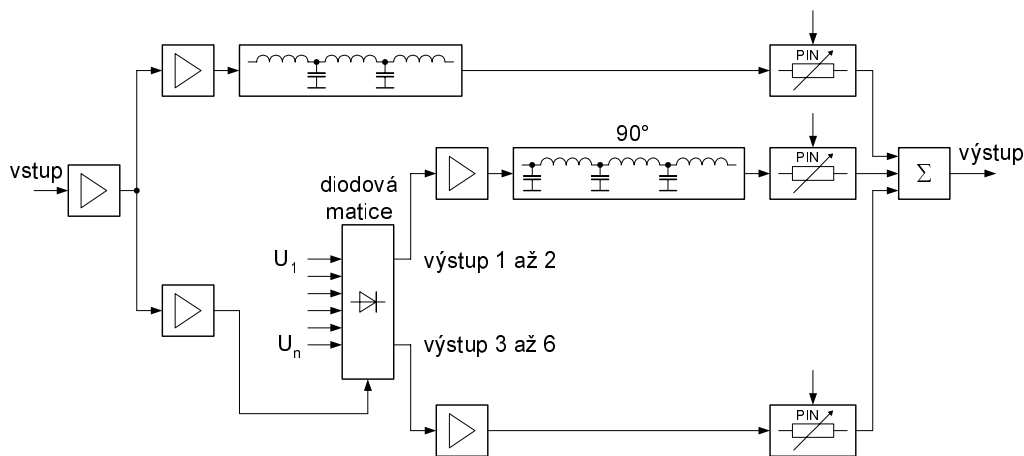 PIN
90°
PIN
vstup
Σ
výstup
diodová
matice
U1
výstup 1 až 2
Un
výstup 3 až 6
PIN